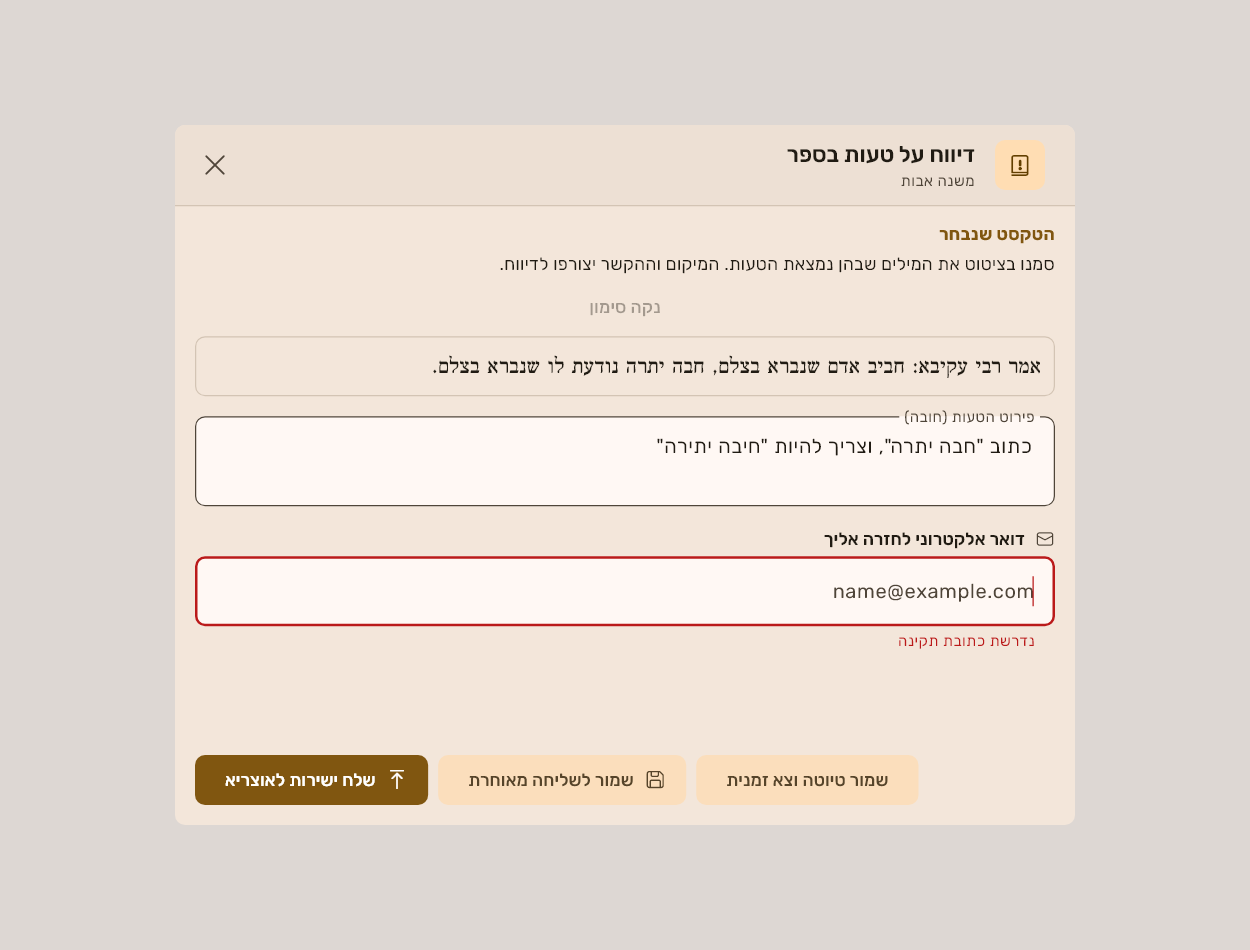 דיווח על טעות בספר
משנה אבות
הטקסט שנבחר
סמנו בציטוט את המילים שבהן נמצאת הטעות. המיקום וההקשר יצורפו לדיווח.
נקה סימון
אמר רבי עקיבא: חביב אדם שנברא בצלם, חבה יתרה נודעת לו שנברא בצלם.
פירוט הטעות (חובה)
כתוב "חבה יתרה", וצריך להיות "חיבה יתירה"
דואר אלקטרוני לחזרה אליך
name@example.com
נדרשת כתובת תקינה
שמור טיוטה וצא זמנית
שמור לשליחה מאוחרת
שלח ישירות לאוצריא